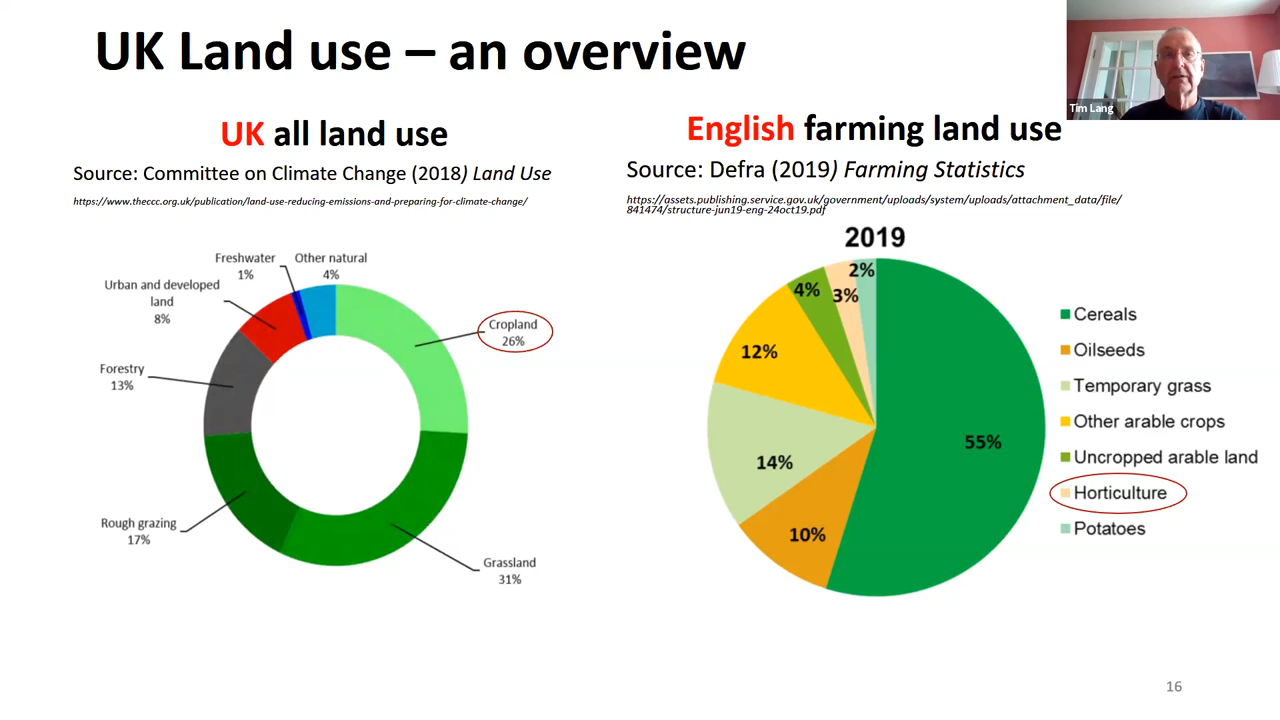 UK Land use – an overview
Tim Lang
UK all land use
Source: Committee on Climate Change (2018) Land Use
https://www.theccc.org.uk/publication/land-use-reducing-emissions-and-preparing-for-climate-change/
Freshwater
1%
Other natural
4%
Urban and developed
land
8%
Cropland
26%
Forestry
13%
Rough grazing
17%
Grassland
31%
English farming land use
Source: Defra (2019) Farming Statistics
https://assets.publishing.service.gov.uk/government/uploads/system/uploads/attachment_data/file/
841474/structure-jun19-eng-24oct19.pdf
2019
2%
3%
4%
12%
14%
10%
55%
Cereals
Oilseeds
Temporary grass
Other arable crops
Uncropped arable land
Horticulture
Potatoes
16